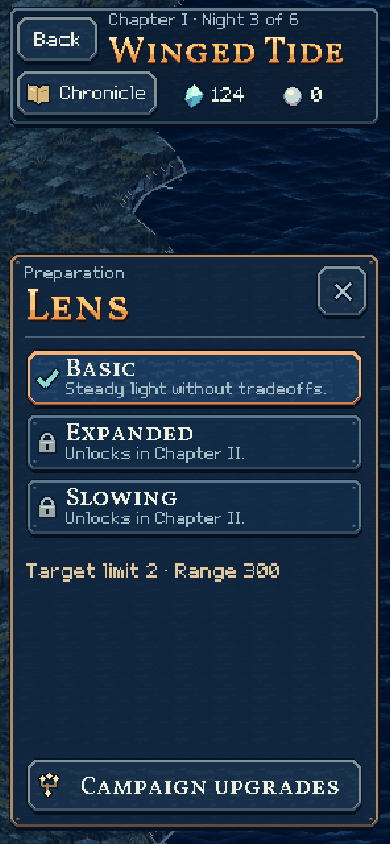 Chapter I · Night 3 of 6
Back
Winged Tide
Chronicle
124
0
Preparation
Lens
Basic
Steady light without tradeoffs.
Expanded
Unlocks in Chapter II.
Slowing
Unlocks in Chapter II.
Target limit 2 · Range 300
Campaign upgrades